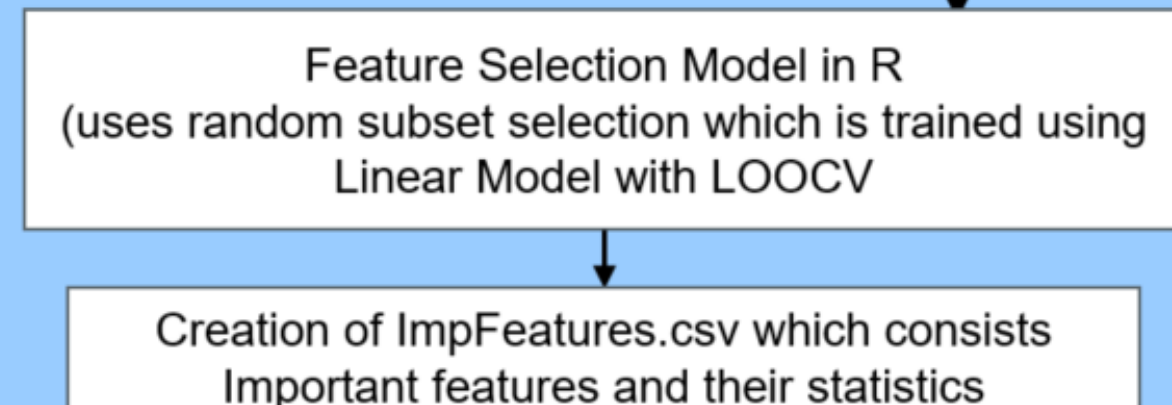 Feature Selection Model in R
(uses random subset selection which is trained using
Linear Model with LOOCV
Creation of ImpFeatures.csv which consists
Important features and their statistics